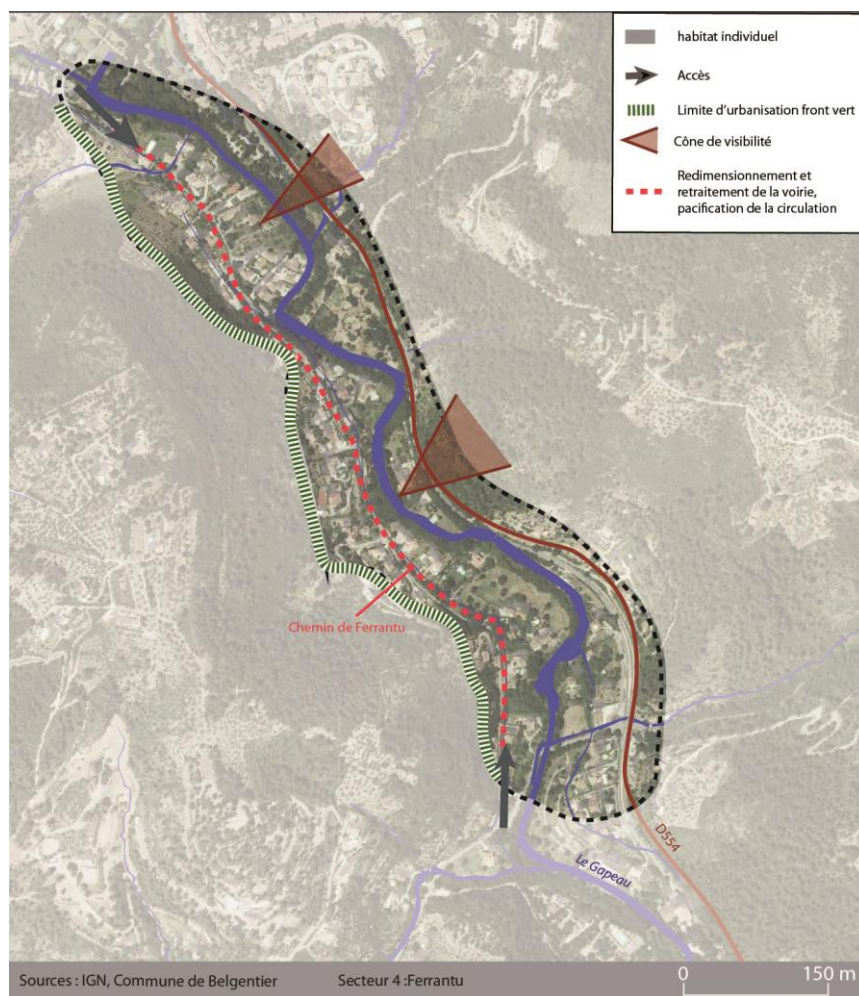 habitat individuel
Accès
Limite d'urbanisation front vert
Cône de visibilité
Redimensionnement et
retraitement de la voirie,
pacification de la circulation
Chemin de Ferrantu
D554
Le Gapeau
Sources : IGN, Commune de Belgentier
Secteur 4 :Ferrantu
0
150 m